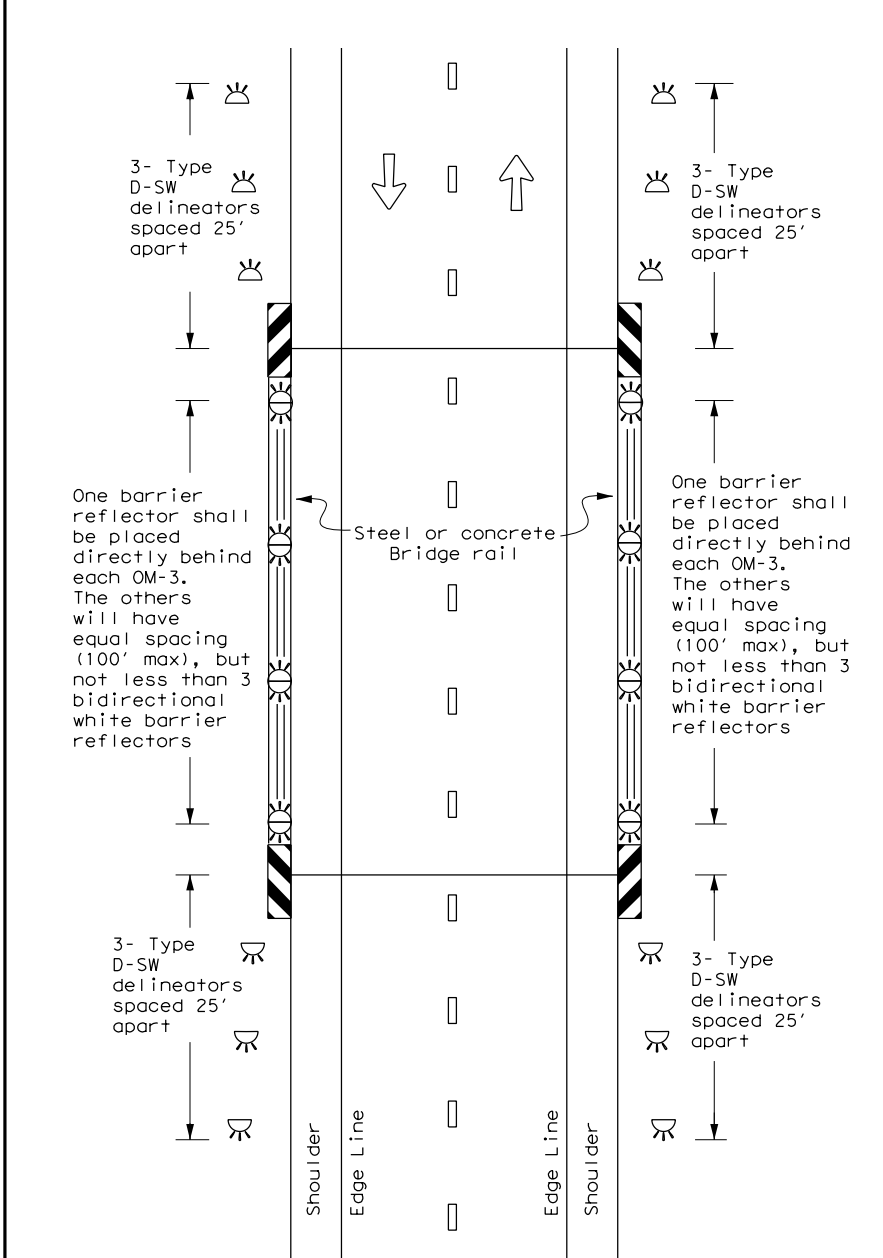 3- Type
D-SW
delineators
spaced 25'
apart
3- Type
D-SW
delineators
spaced 25'
apart
One barrier
reflector shall
be placed
directly behind
each OM-3.
The others
will have
equal spacing
(100' max), but
not less than 3
bidirectional
white barrier
reflectors
Steel or concrete
Bridge rail
One barrier
reflector shall
be placed
directly behind
each OM-3.
The others
will have
equal spacing
(100' max), but
not less than 3
bidirectional
white barrier
reflectors
3- Type
D-SW
delineators
spaced 25'
apart
3- Type
D-SW
delineators
spaced 25'
apart
Shoulder
Edge Line
Edge Line
Shoulder